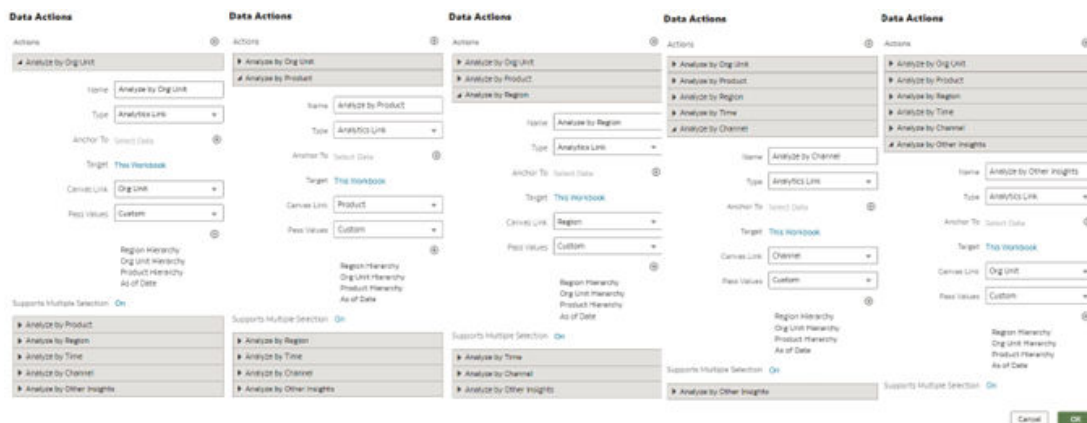 Data Actions
Actions
Analyze by Org Unit
Name Analyze by Org Unit
Type Analytics Link
Anchor To Select Data
Target This Workbook
Canvas Link Org Unit
Pass Values Custom
Region Hierarchy
Org Unit Hierarchy
Product Hierarchy
As of Date
Supports Multiple Selection On
Analyze by Product
Analyze by Region
Analyze by Time
Analyze by Channel
Analyze by Other Insights
Data Actions
Actions
Analyze by Org Unit
Analyze by Product
Name Analyze by Product
Type Analytics Link
Anchor To Select Data
Target This Workbook
Canvas Link Product
Pass Values Custom
Region Hierarchy
Org Unit Hierarchy
Product Hierarchy
As of Date
Supports Multiple Selection On
Analyze by Region
Analyze by Time
Analyze by Channel
Analyze by Other Insights
Data Actions
Actions
Analyze by Org Unit
Analyze by Product
Analyze by Region
Name Analyze by Region
Type Analytics Link
Anchor To Select Data
Target This Workbook
Canvas Link Region
Pass Values Custom
Region Hierarchy
Org Unit Hierarchy
Product Hierarchy
As of Date
Supports Multiple Selection On
Analyze by Time
Analyze by Channel
Analyze by Other Insights
Data Actions
Actions
Analyze by Org Unit
Analyze by Product
Analyze by Region
Analyze by Time
Analyze by Channel
Name Analyze by Channel
Type Analytics Link
Anchor To Select Data
Target This Workbook
Canvas Link Channel
Pass Values Custom
Region Hierarchy
Org Unit Hierarchy
Product Hierarchy
As of Date
Supports Multiple Selection On
Analyze by Other Insights
Data Actions
Actions
Analyze by Org Unit
Analyze by Product
Analyze by Region
Analyze by Time
Analyze by Channel
Analyze by Other Insights
Name Analyze by Other Insights
Type Analytics Link
Anchor To Select Data
Target This Workbook
Canvas Link Org Unit
Pass Values Custom
Region Hierarchy
Org Unit Hierarchy
Product Hierarchy
As of Date
Supports Multiple Selection On
Cancel OK